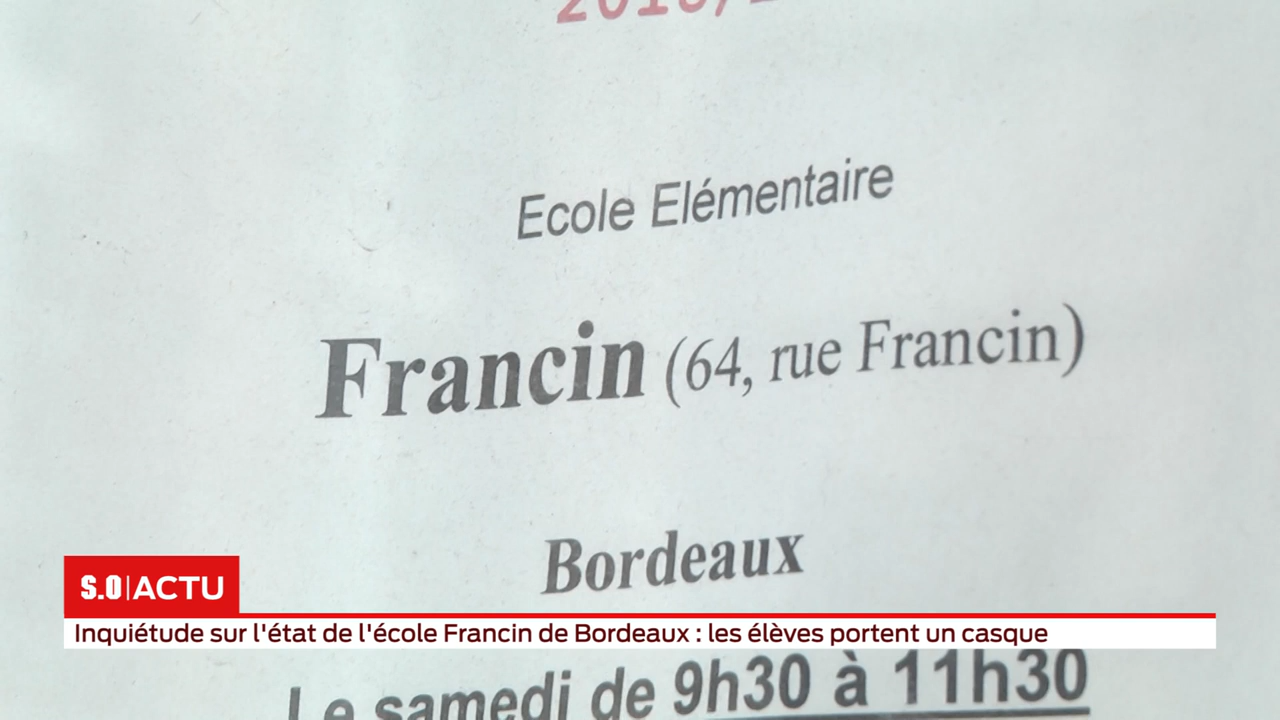 Ecole Elémentaire
Francin (64, rue Francin)
Bordeaux
S.O|ACTU
Inquiétude sur l'état de l'école Francin de Bordeaux : les élèves portent un casque
Le samedi de 9h30 à 11h30